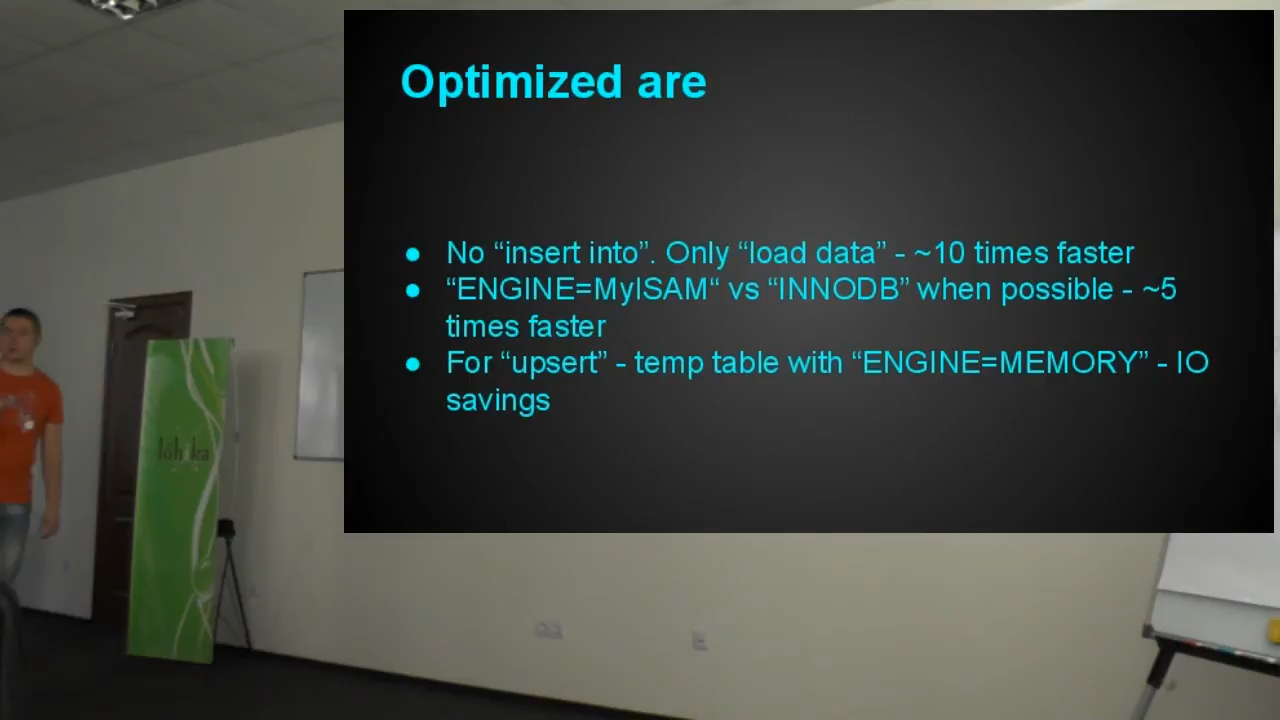 Optimized are
● No “insert into”. Only “load data” - ~10 times faster
● “ENGINE=MyISAM“ vs “INNODB” when possible - ~5
times faster
● For “upsert” - temp table with “ENGINE=MEMORY” - IO
savings
lohika